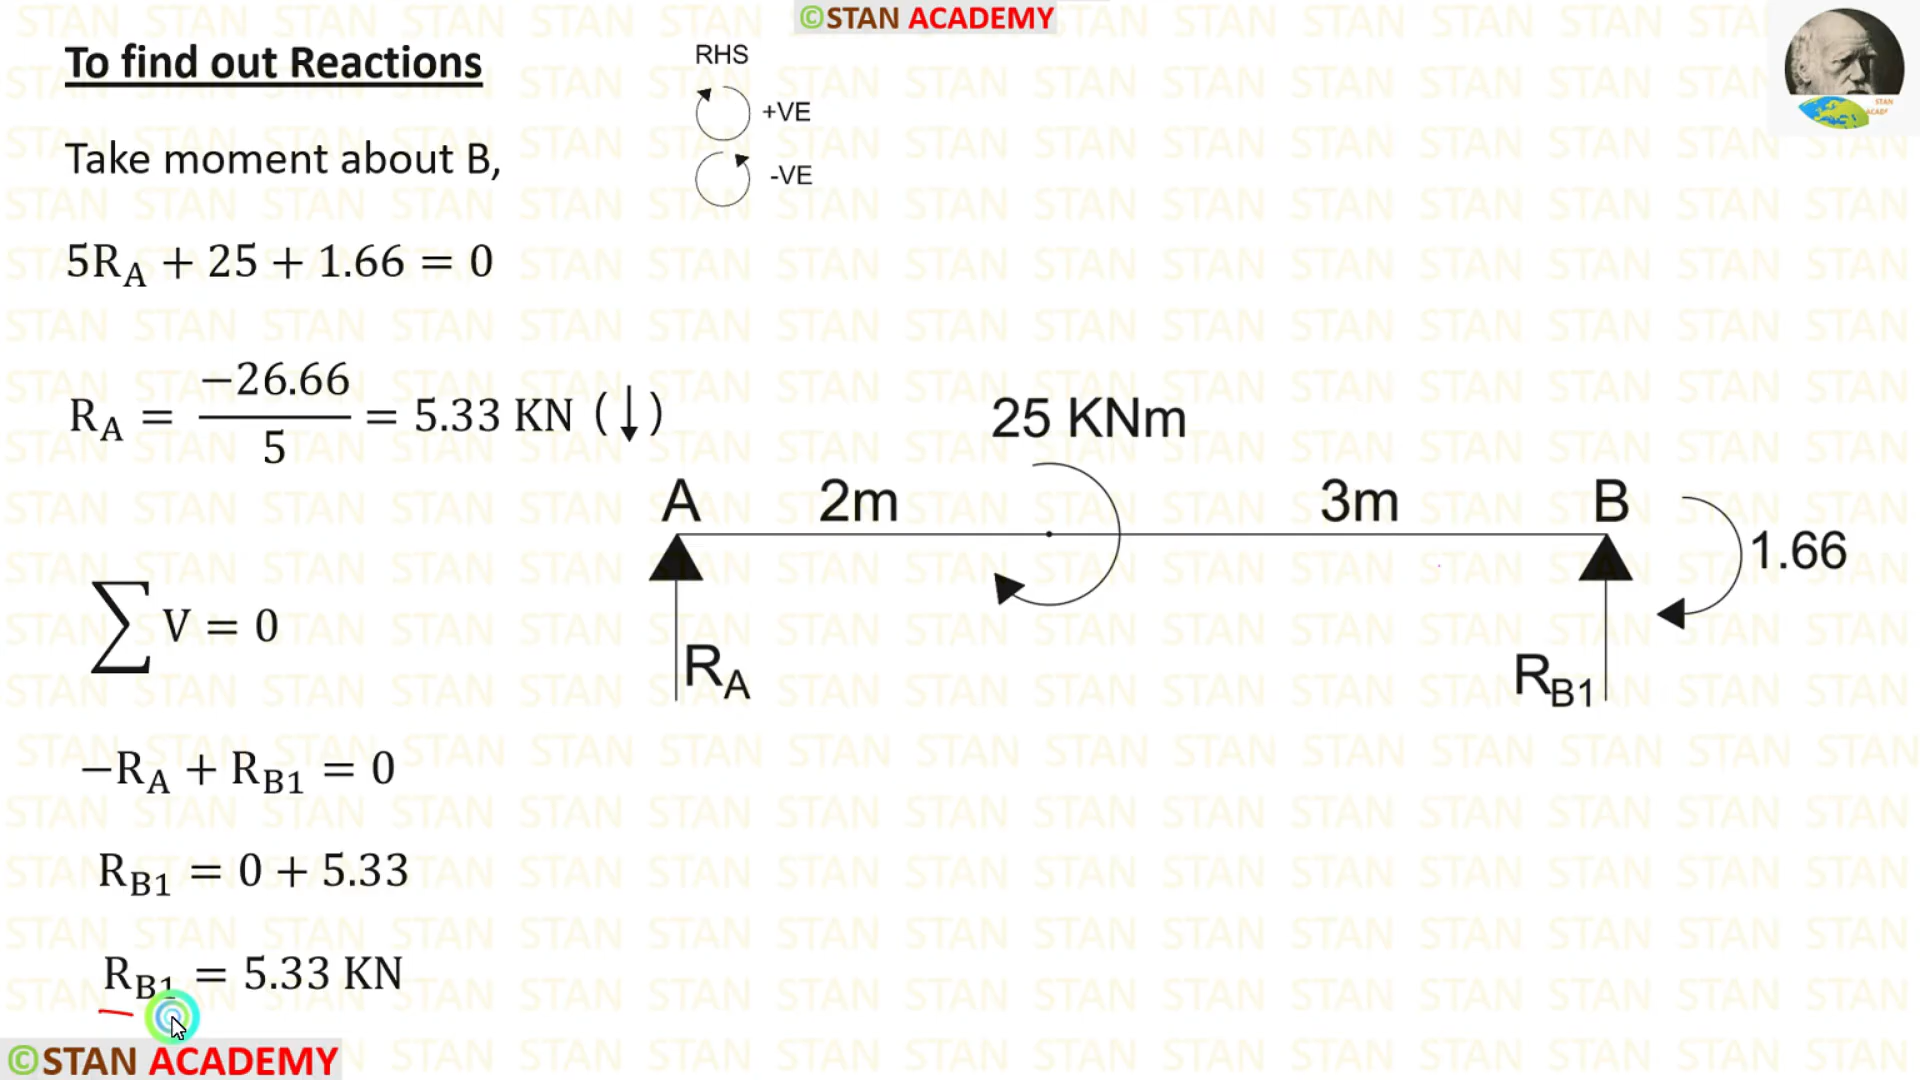 ©STAN ACADEMY
To find out Reactions
RHS
+VE
-VE
Take moment about B,
5R_A + 25 + 1.66 = 0
R_A = −26.66 / 5 = 5.33 KN (↓)
∑ V = 0
−R_A + R_B1 = 0
R_B1 = 0 + 5.33
R_B1 = 5.33 KN
25 KNm
A 2m 3m B
1.66
R_A
R_B1
©STAN ACADEMY
STAN